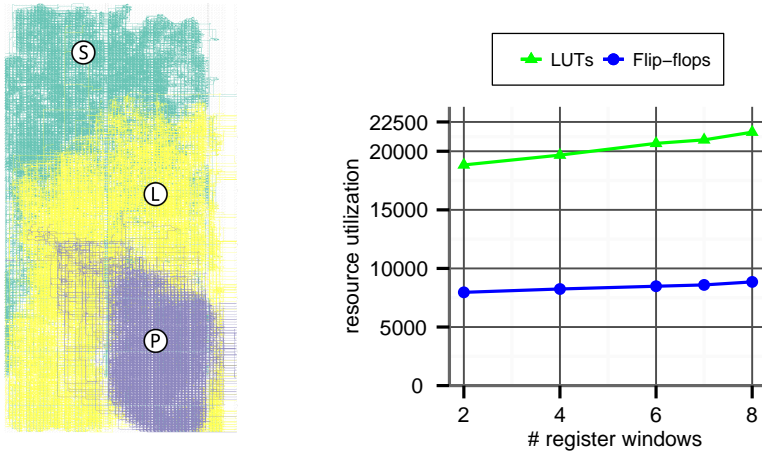 S
L
P
LUTs Flip-flops
resource utilization
22500
20000
15000
10000
5000
0
2 4 6 8
# register windows